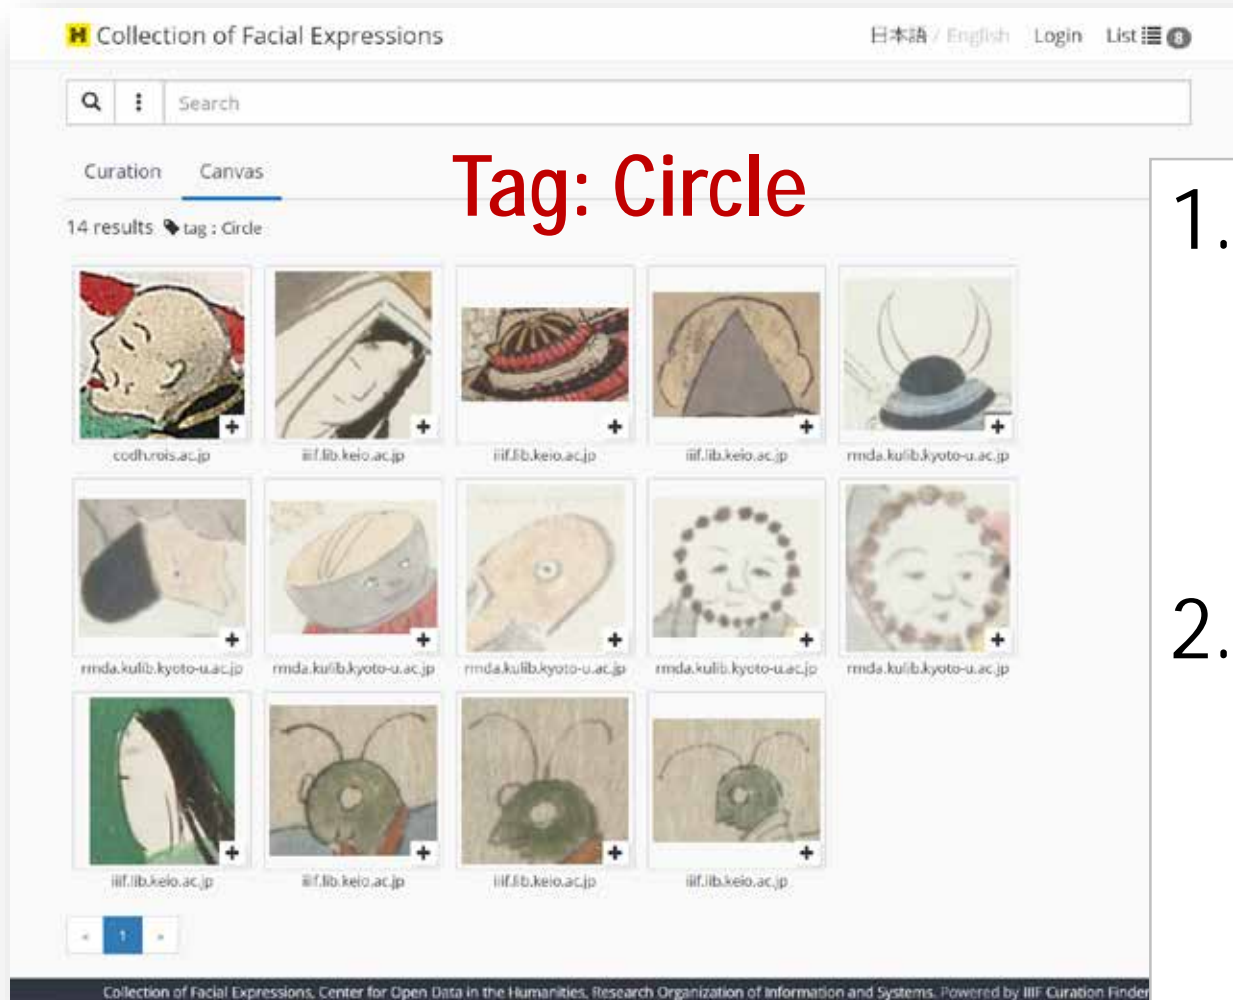 H Collection of Facial Expressions
日本語 / English Login List 8
Search
Tag: Circle
Curation Canvas
14 results tag : Circle
1.
codh.rois.ac.jp iiif.lib.keio.ac.jp iiif.lib.keio.ac.jp iiif.lib.keio.ac.jp rmda.kulib.kyoto-u.ac.jp
2.
rmda.kulib.kyoto-u.ac.jp rmda.kulib.kyoto-u.ac.jp rmda.kulib.kyoto-u.ac.jp rmda.kulib.kyoto-u.ac.jp rmda.kulib.kyoto-u.ac.jp
iiif.lib.keio.ac.jp iiif.lib.keio.ac.jp iiif.lib.keio.ac.jp iiif.lib.keio.ac.jp
« 1 »
Collection of Facial Expressions, Center for Open Data in the Humanities, Research Organization of Information and Systems. Powered by IIIF Curation Finder